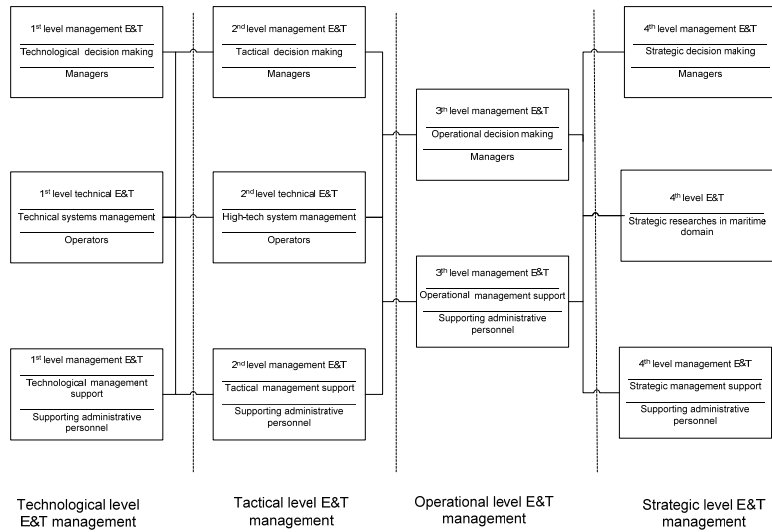 1st level management E&T
Technological decision making
Managers
1st level technical E&T
Technical systems management
Operators
1st level management E&T
Technological management
support
Supporting administrative
personnel
2nd level management E&T
Tactical decision making
Managers
2nd level technical E&T
High-tech system management
Operators
2nd level management E&T
Tactical management support
Supporting administrative
personnel
3th level management E&T
Operational decision making
Managers
3th level management E&T
Operational management support
Supporting administrative
personnel
4th level management E&T
Strategic decision making
Managers
4th level E&T
Strategic researches in maritime
domain
4th level management E&T
Strategic management support
Supporting administrative
personnel
Technological level
E&T management
Tactical level E&T
management
Operational level E&T
management
Strategic level E&T
management